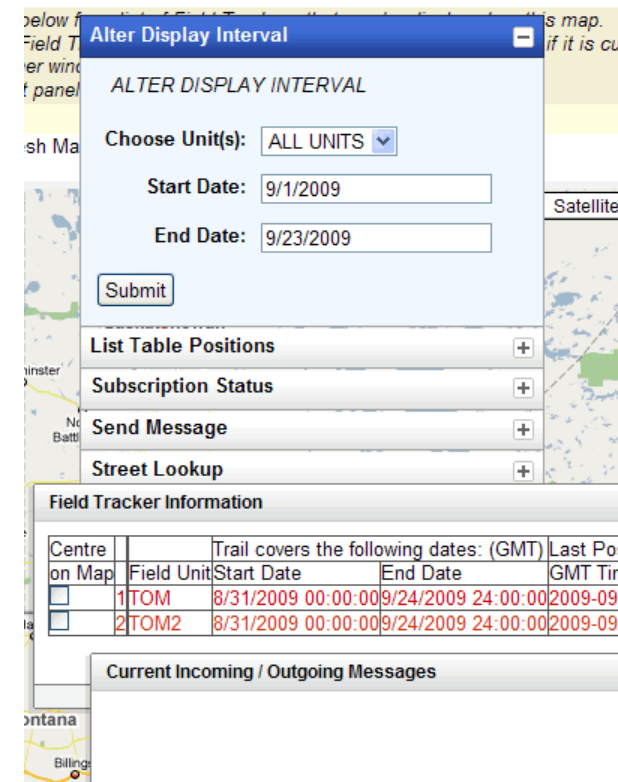 below f
Field T
er wind
t panel
is map.
if it is cu
Alter Display Interval
ALTER DISPLAY INTERVAL
Choose Unit(s): ALL UNITS
Start Date: 9/1/2009
End Date: 9/23/2009
Submit
sh Ma
Satellite
List Table Positions
Subscription Status
Send Message
Street Lookup
minster
Battl
Field Tracker Information
Centre Trail covers the following dates: (GMT) Last Po
on Map Field Unit Start Date End Date GMT Tim
1 TOM 8/31/2009 00:00:00 9/24/2009 24:00:00 2009-09
2 TOM2 8/31/2009 00:00:00 9/24/2009 24:00:00 2009-09
Current Incoming / Outgoing Messages
ontana
Billing